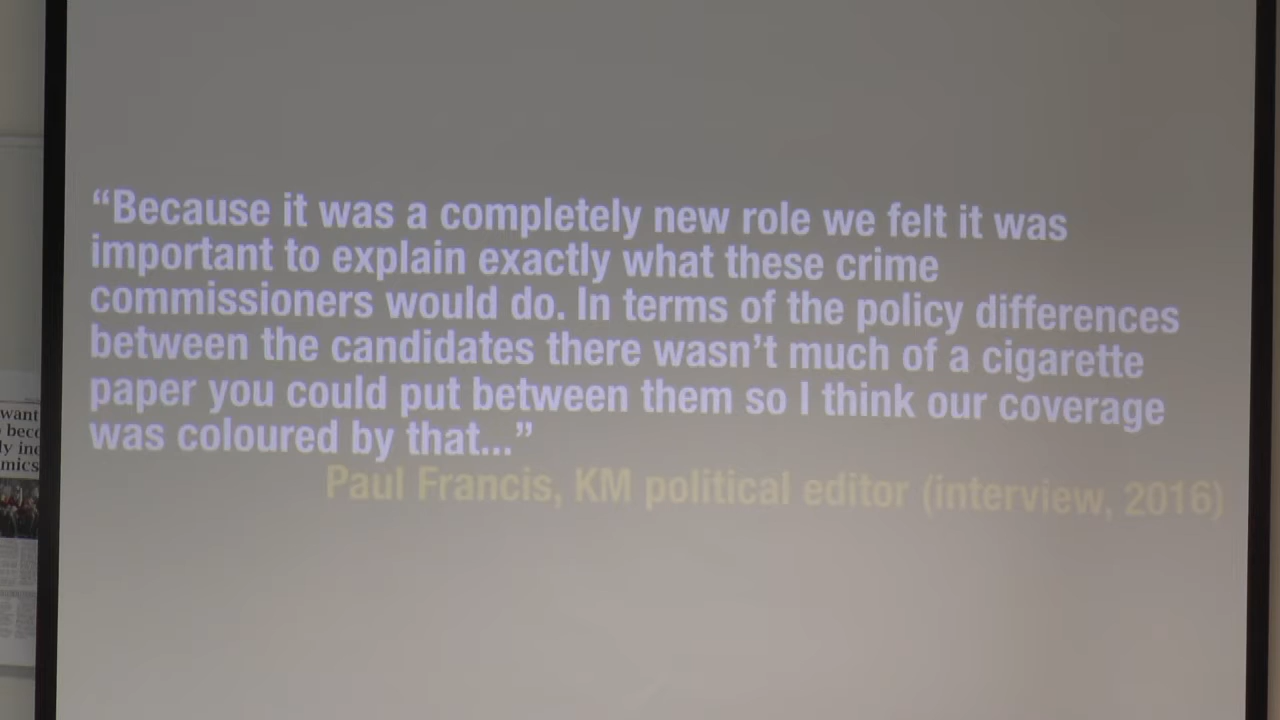 “Because it was a completely new role we felt it was
important to explain exactly what these crime
commissioners would do. In terms of the policy differences
between the candidates there wasn’t much of a cigarette
paper you could put between them so I think our coverage
was coloured by that...”
Paul Francis, KM political editor (interview, 2016)
want